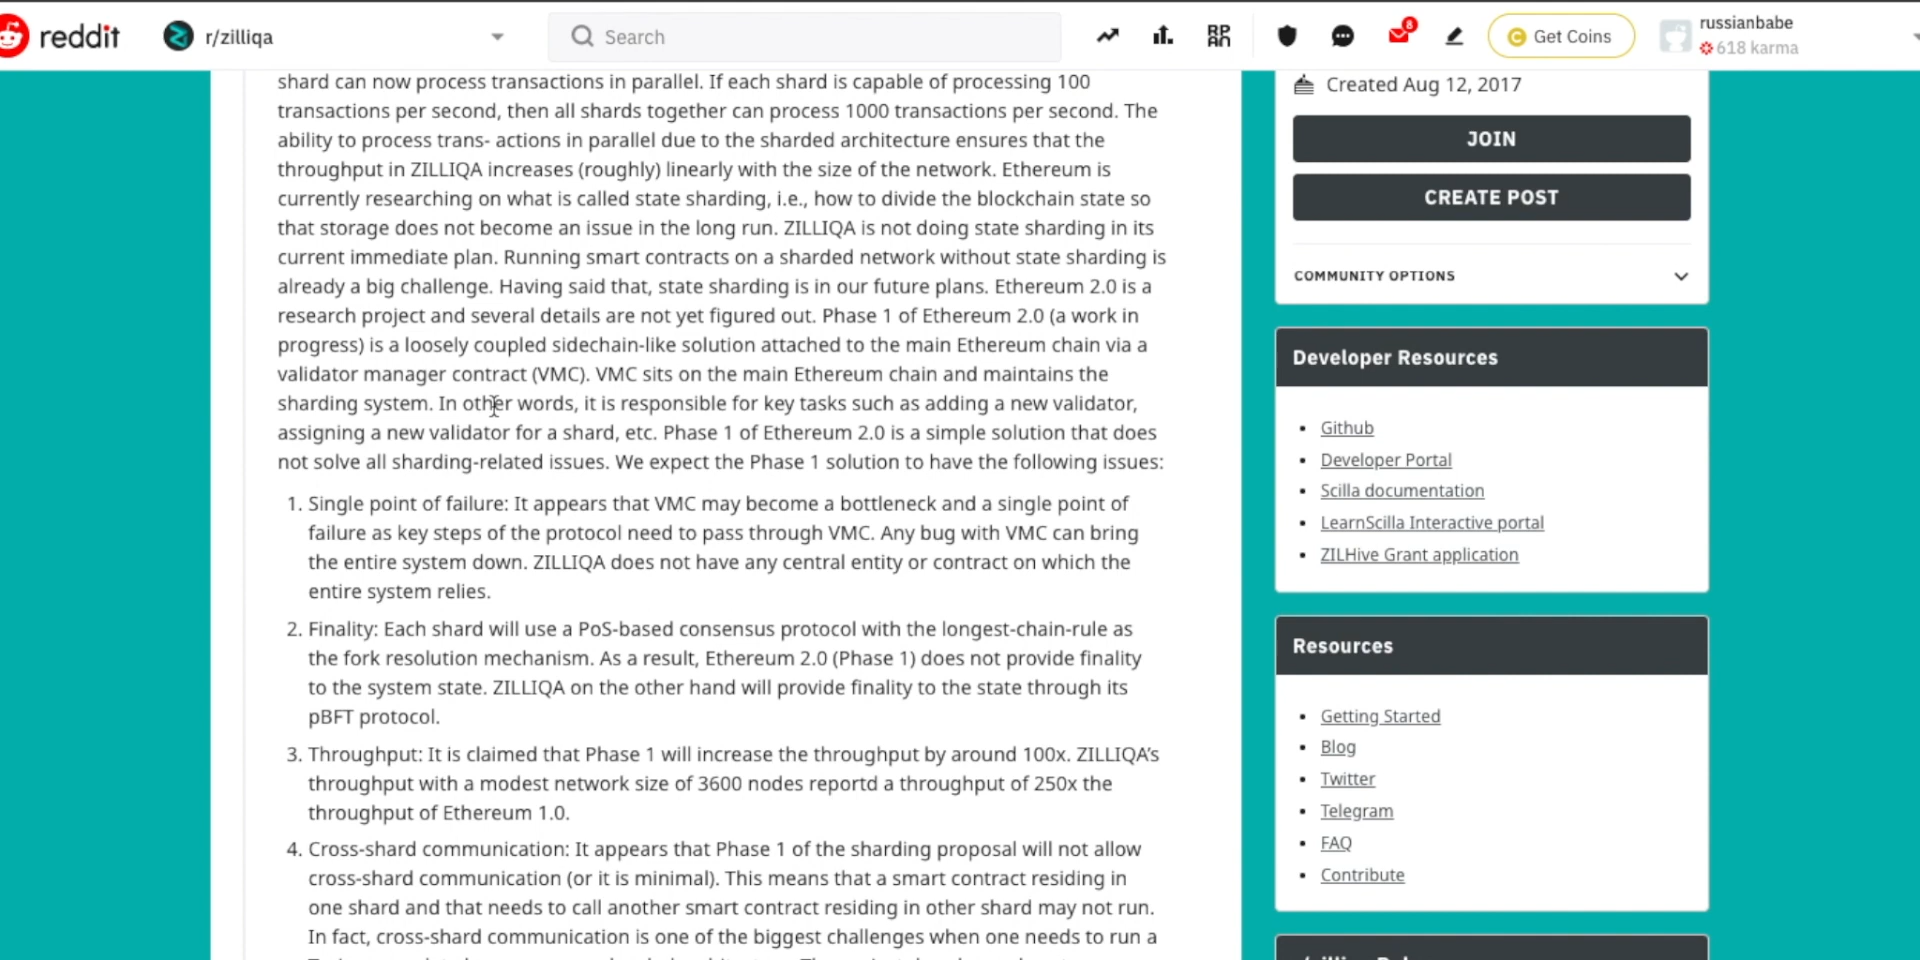 reddit
r/zilliqa
Search
8
Get Coins
russianbabe
618 karma
shard can now process transactions in parallel. If each shard is capable of processing 100
transactions per second, then all shards together can process 1000 transactions per second. The
ability to process trans- actions in parallel due to the sharded architecture ensures that the
throughput in ZILLIQA increases (roughly) linearly with the size of the network. Ethereum is
currently researching on what is called state sharding, i.e., how to divide the blockchain state so
that storage does not become an issue in the long run. ZILLIQA is not doing state sharding in its
current immediate plan. Running smart contracts on a sharded network without state sharding is
already a big challenge. Having said that, state sharding is in our future plans. Ethereum 2.0 is a
research project and several details are not yet figured out. Phase 1 of Ethereum 2.0 (a work in
progress) is a loosely coupled sidechain-like solution attached to the main Ethereum chain via a
validator manager contract (VMC). VMC sits on the main Ethereum chain and maintains the
sharding system. In other words, it is responsible for key tasks such as adding a new validator,
assigning a new validator for a shard, etc. Phase 1 of Ethereum 2.0 is a simple solution that does
not solve all sharding-related issues. We expect the Phase 1 solution to have the following issues:
1. Single point of failure: It appears that VMC may become a bottleneck and a single point of
failure as key steps of the protocol need to pass through VMC. Any bug with VMC can bring
the entire system down. ZILLIQA does not have any central entity or contract on which the
entire system relies.
2. Finality: Each shard will use a PoS-based consensus protocol with the longest-chain-rule as
the fork resolution mechanism. As a result, Ethereum 2.0 (Phase 1) does not provide finality
to the system state. ZILLIQA on the other hand will provide finality to the state through its
pBFT protocol.
3. Throughput: It is claimed that Phase 1 will increase the throughput by around 100x. ZILLIQA's
throughput with a modest network size of 3600 nodes reportd a throughput of 250x the
throughput of Ethereum 1.0.
4. Cross-shard communication: It appears that Phase 1 of the sharding proposal will not allow
cross-shard communication (or it is minimal). This means that a smart contract residing in
one shard and that needs to call another smart contract residing in other shard may not run.
In fact, cross-shard communication is one of the biggest challenges when one needs to run a
Created Aug 12, 2017
JOIN
CREATE POST
COMMUNITY OPTIONS
Developer Resources
• Github
• Developer Portal
• Scilla documentation
• LearnScilla Interactive portal
• ZILHive Grant application
Resources
• Getting Started
• Blog
• Twitter
• Telegram
• FAQ
• Contribute